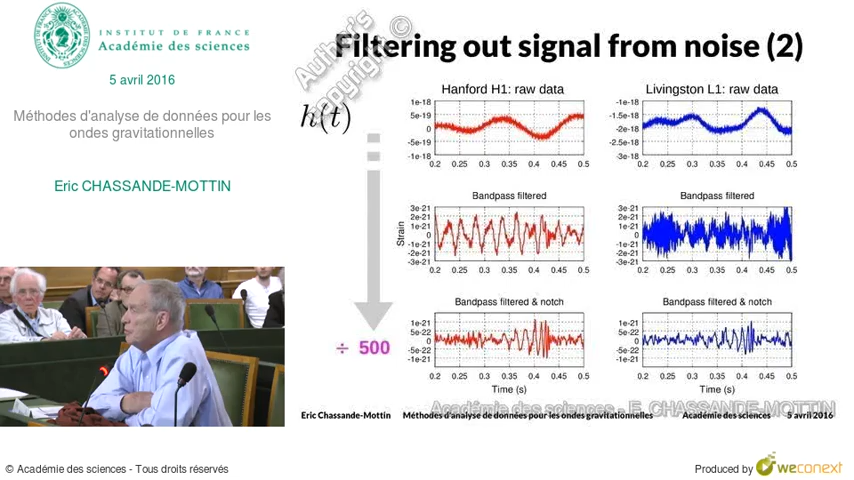 INSTITUT DE FRANCE
Académie des sciences
5 avril 2016
Méthodes d'analyse de données pour les
ondes gravitationnelles
Eric CHASSANDE-MOTTIN
Filtering out signal from noise (2)
Author's
Copyright ©
h(t)
÷ 500
Hanford H1: raw data
1e-18
5e-19
0
-5e-19
-1e-18
0.2 0.25 0.3 0.35 0.4 0.45 0.5
Livingston L1: raw data
-1e-18
-1.5e-18
-2e-18
-2.5e-18
-3e-18
0.2 0.25 0.3 0.35 0.4 0.45 0.5
Bandpass filtered
Strain
3e-21
2e-21
1e-21
0
-1e-21
-2e-21
-3e-21
0.2 0.25 0.3 0.35 0.4 0.45 0.5
Bandpass filtered
3e-21
2e-21
1e-21
0
-1e-21
-2e-21
-3e-21
0.2 0.25 0.3 0.35 0.4 0.45 0.5
Bandpass filtered & notch
1e-21
5e-22
0
-5e-22
-1e-21
0.2 0.25 0.3 0.35 0.4 0.45 0.5
Time (s)
Bandpass filtered & notch
1e-21
5e-22
0
-5e-22
-1e-21
0.2 0.25 0.3 0.35 0.4 0.45 0.5
Time (s)
Académie des sciences - E. CHASSANDE-MOTTIN
Eric Chassande-Mottin Méthodes d'analyse de données pour les ondes gravitationnelles Académie des sciences 5 avril 2016
© Académie des sciences - Tous droits réservés
Produced by weconext